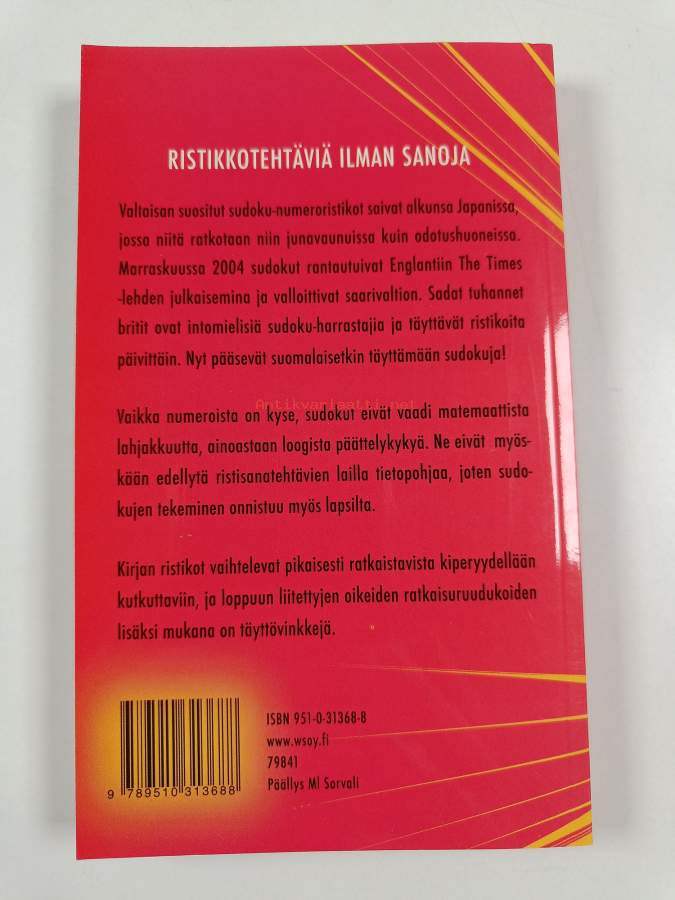 RISTIKKOTEHTÄVIÄ ILMAN SANOJA
Valtaisan suositut sudoku-numeroristikot saivat alkunsa Japanissa,
jossa niitä ratkotaan niin junavaunuissa kuin odotushuoneissa.
Marraskuussa 2004 sudokut rantautuivat Englantiin The Times
-lehden julkaisemina ja valloittivat saarivaltion. Sadat tuhannet
britit ovat intomielisiä sudoku-harrastajia ja täyttävät ristikoita
päivittäin. Nyt pääsevät suomalaisetkin täyttämään sudokuja!
Antikvariaatti.net
Vaikka numeroista on kyse, sudokut eivät vaadi matemaattista
lahjakkuutta, ainoastaan loogista päättelykykyä. Ne eivät myös-
kään edellytä ristisanatehtävien lailla tietopohjaa, joten sudo-
kujen tekeminen onnistuu myös lapsilta.
Kirjan ristikot vaihtelevat pikaisesti ratkaistavista kiperyydellään
kutkuttaviin, ja loppuun liitettyjen oikeiden ratkaisuruudukoiden
lisäksi mukana on täyttövinkkejä.
ISBN 951-0-31368-8
www.wsoy.fi
79841
Päällys MI Sorvali
9 789510 313688